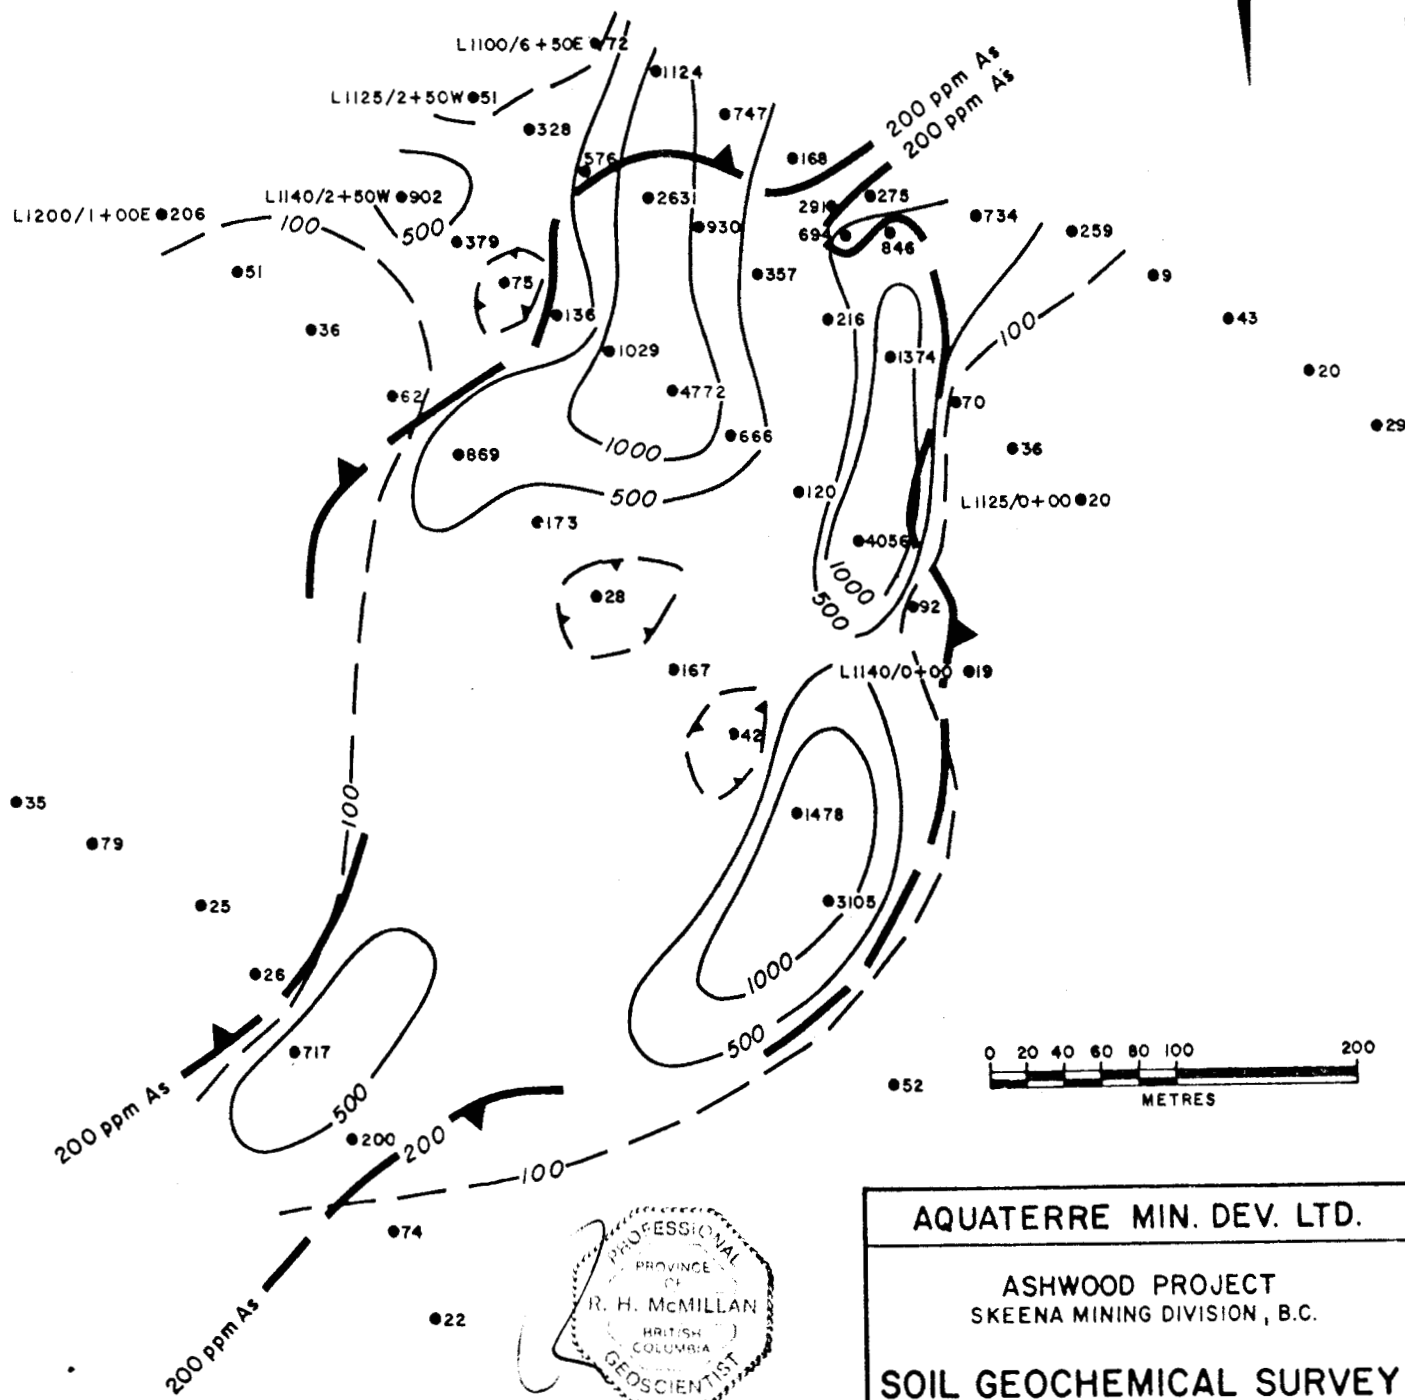 L1100/6+50E 72
1124
L1125/2+50W 51
747
328
200 ppm As
200 ppm As
576
168
L1140/2+50W 902
2631
275
291
L1200/1+00E 206
100
500
930
734
694
846
259
379
51
75
357
9
136
216
43
36
100
1029
1374
20
62
4772
70
666
29
869
1000
36
500
120
L1125/0+00 20
173
4056
1000
28
500
92
167
L1140/0+00 19
42
35
100
1478
79
25
3105
26
1000
717
500
0 20 40 60 80 100 200
METRES
52
500
200 ppm As
200
200
100
74
200 ppm As
22
PROFESSIONAL
PROVINCE
OF
R. H. McMILLAN
BRITISH
COLUMBIA
GEOSCIENTIST
AQUATERRE MIN. DEV. LTD.
ASHWOOD PROJECT
SKEENA MINING DIVISION, B.C.
SOIL GEOCHEMICAL SURVEY